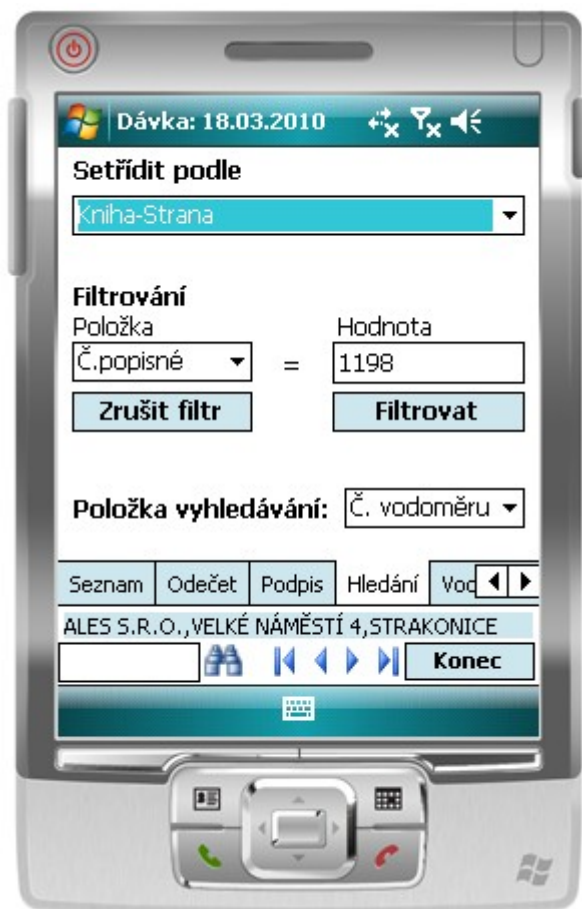 Dávka: 18.03.2010
Setřídit podle
Kniha-Strana
Filtrování
Položka Hodnota
Č.popisné = 1198
Zrušit filtr Filtrovat
Položka vyhledávání: Č. vodoměru
Seznam Odečet Podpis Hledání
ALES S.R.O.,VELKÉ NÁMĚSTÍ 4,STRAKONICE
Konec